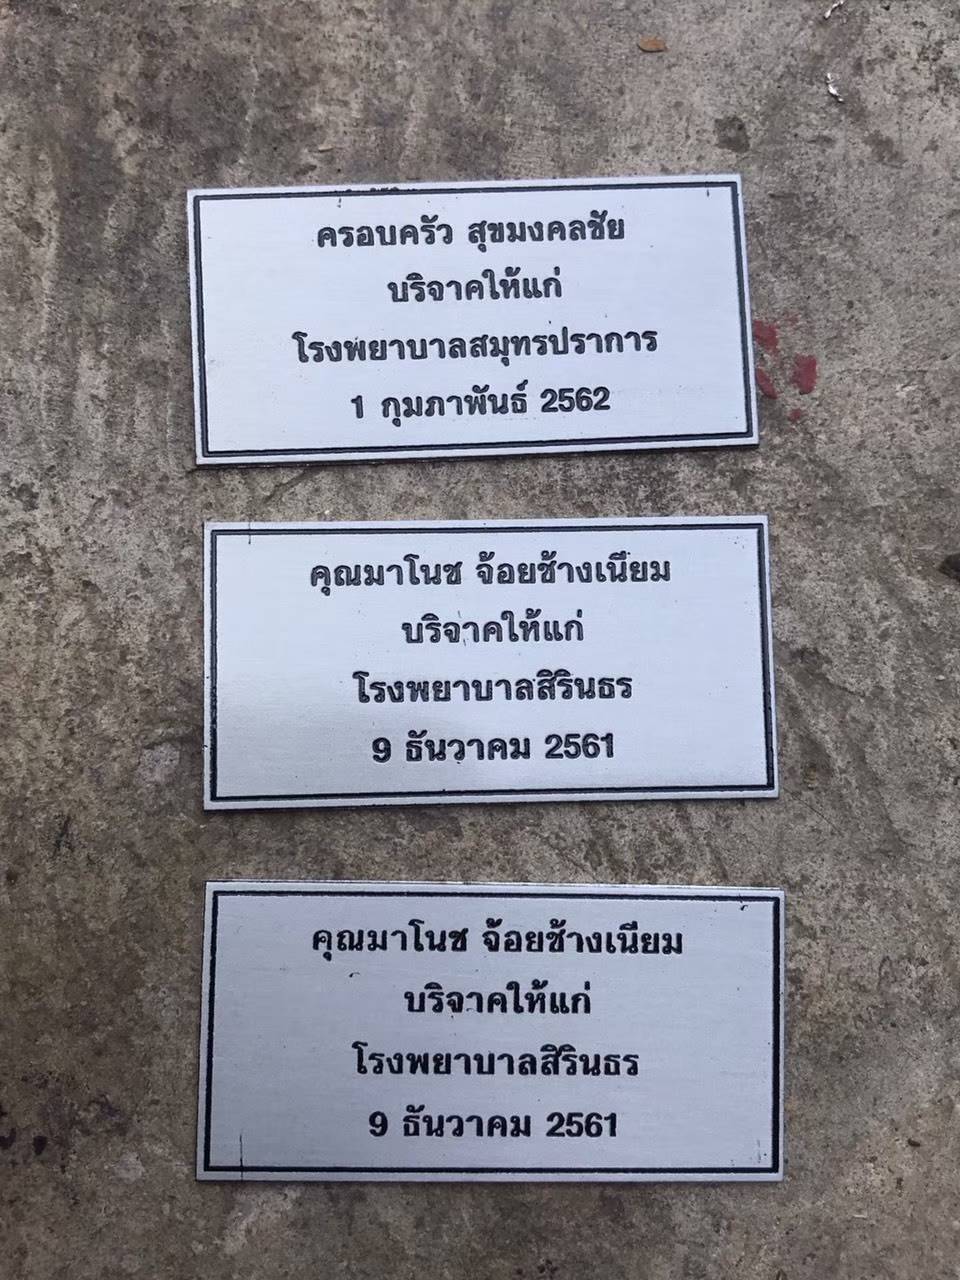 ครอบครัว สุขมงคลชัย
บริจาคให้แก่
โรงพยาบาลสมุทรปราการ
1 กุมภาพันธ์ 2562
คุณมาโนช จ้อยช้างเนียม
บริจาคให้แก่
โรงพยาบาลสิรินธร
9 ธันวาคม 2561
คุณมาโนช จ้อยช้างเนียม
บริจาคให้แก่
โรงพยาบาลสิรินธร
9 ธันวาคม 2561